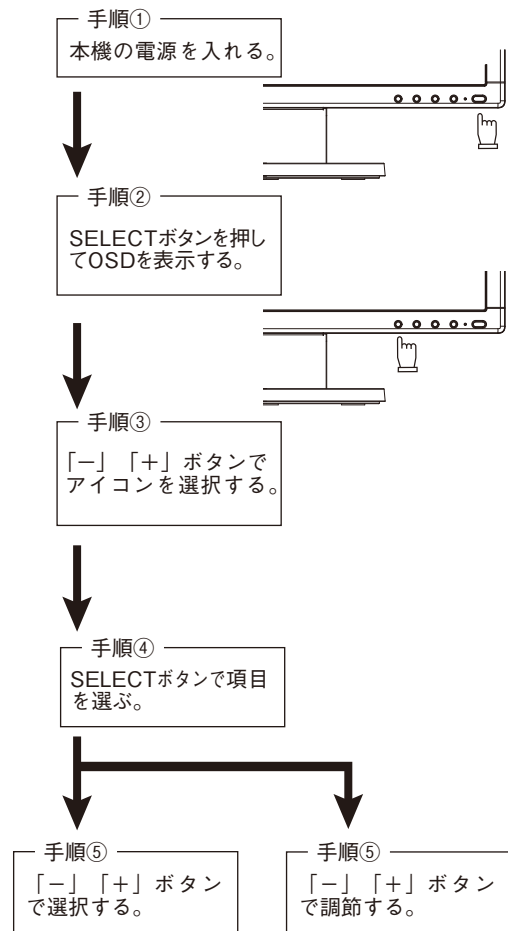 手順①
本機の電源を入れる。
手順②
SELECTボタンを押し
てOSDを表示する。
手順③
「－」「＋」ボタンで
アイコンを選択する。
手順④
SELECTボタンで項目
を選ぶ。
手順⑤
「－」「＋」ボタン
で選択する。
手順⑤
「－」「＋」ボタン
で調節する。